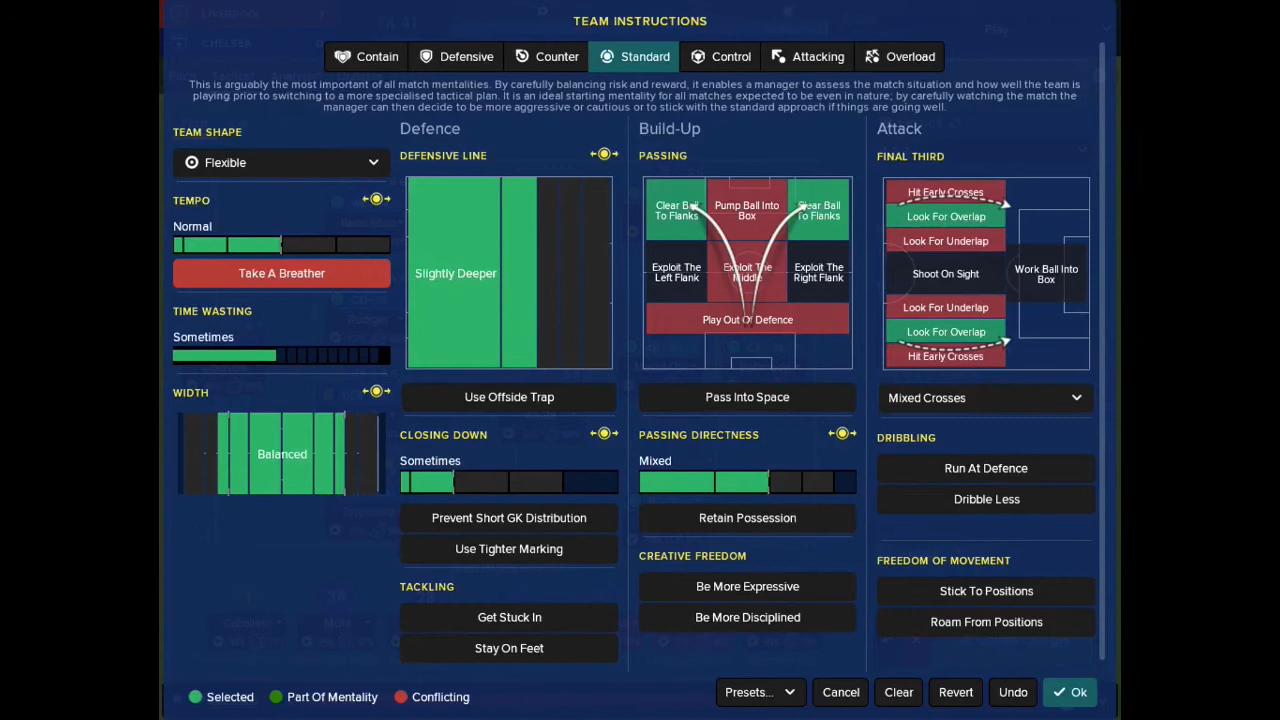 LIVERPOOL
CHELSEA
TEAM INSTRUCTIONS
Contain
Defensive
Counter
Standard
Control
Attacking
Overload
This is arguably the most important of all match mentalities. By carefully balancing risk and reward, it enables a manager to assess the match situation and how well the team is
playing prior to switching to a more specialised tactical plan. It is an ideal starting mentality for all matches expected to be even in nature; by carefully watching the match the
manager can then decide to be more aggressive or cautious or to stick with the standard approach if things are going well.
TEAM SHAPE
Flexible
TEMPO
Normal
Take A Breather
TIME WASTING
Sometimes
WIDTH
Balanced
Defence
DEFENSIVE LINE
Slightly Deeper
Use Offside Trap
CLOSING DOWN
Sometimes
Prevent Short GK Distribution
Use Tighter Marking
TACKLING
Get Stuck In
Stay On Feet
Build-Up
PASSING
Clear Ball
To Flanks
Pump Ball Into
Box
Clear Ball
To Flanks
Exploit The
Left Flank
Exploit The
Middle
Exploit The
Right Flank
Play Out Of Defence
Pass Into Space
PASSING DIRECTNESS
Mixed
Retain Possession
CREATIVE FREEDOM
Be More Expressive
Be More Disciplined
Attack
FINAL THIRD
Hit Early Crosses
Look For Overlap
Look For Underlap
Shoot On Sight
Work Ball Into
Box
Look For Underlap
Look For Overlap
Hit Early Crosses
Mixed Crosses
DRIBBLING
Run At Defence
Dribble Less
FREEDOM OF MOVEMENT
Stick To Positions
Roam From Positions
Selected
Part Of Mentality
Conflicting
Presets...
Cancel
Clear
Revert
Undo
Ok